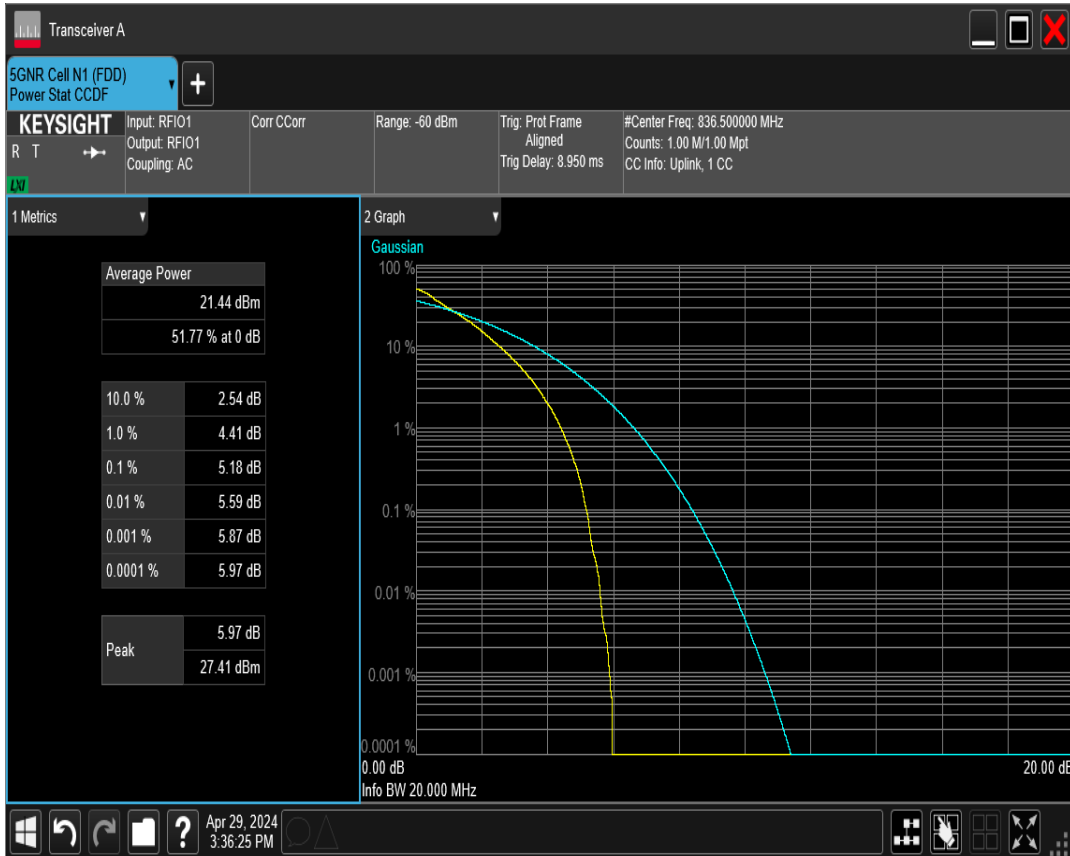 Transceiver A
5GNR Cell N1 (FDD)
Power Stat CCDF
+
KEYSIGHT
R T
LXI
Input: RFIO1
Output: RFIO1
Coupling: AC
Corr CCorr
Range: -60 dBm
Trig: Prot Frame
Aligned
Trig Delay: 8.950 ms
#Center Freq: 836.500000 MHz
Counts: 1.00 M/1.00 Mpt
CC Info: Uplink, 1 CC
1 Metrics
Average Power
21.44 dBm
51.77 % at 0 dB
10.0 % 2.54 dB
1.0 % 4.41 dB
0.1 % 5.18 dB
0.01 % 5.59 dB
0.001 % 5.87 dB
0.0001 % 5.97 dB
Peak
5.97 dB
27.41 dBm
2 Graph
Gaussian
100 %
10 %
1 %
0.1 %
0.01 %
0.001 %
0.0001 %
0.00 dB 20.00 dB
Info BW 20.000 MHz
?
Apr 29, 2024
3:36:25 PM